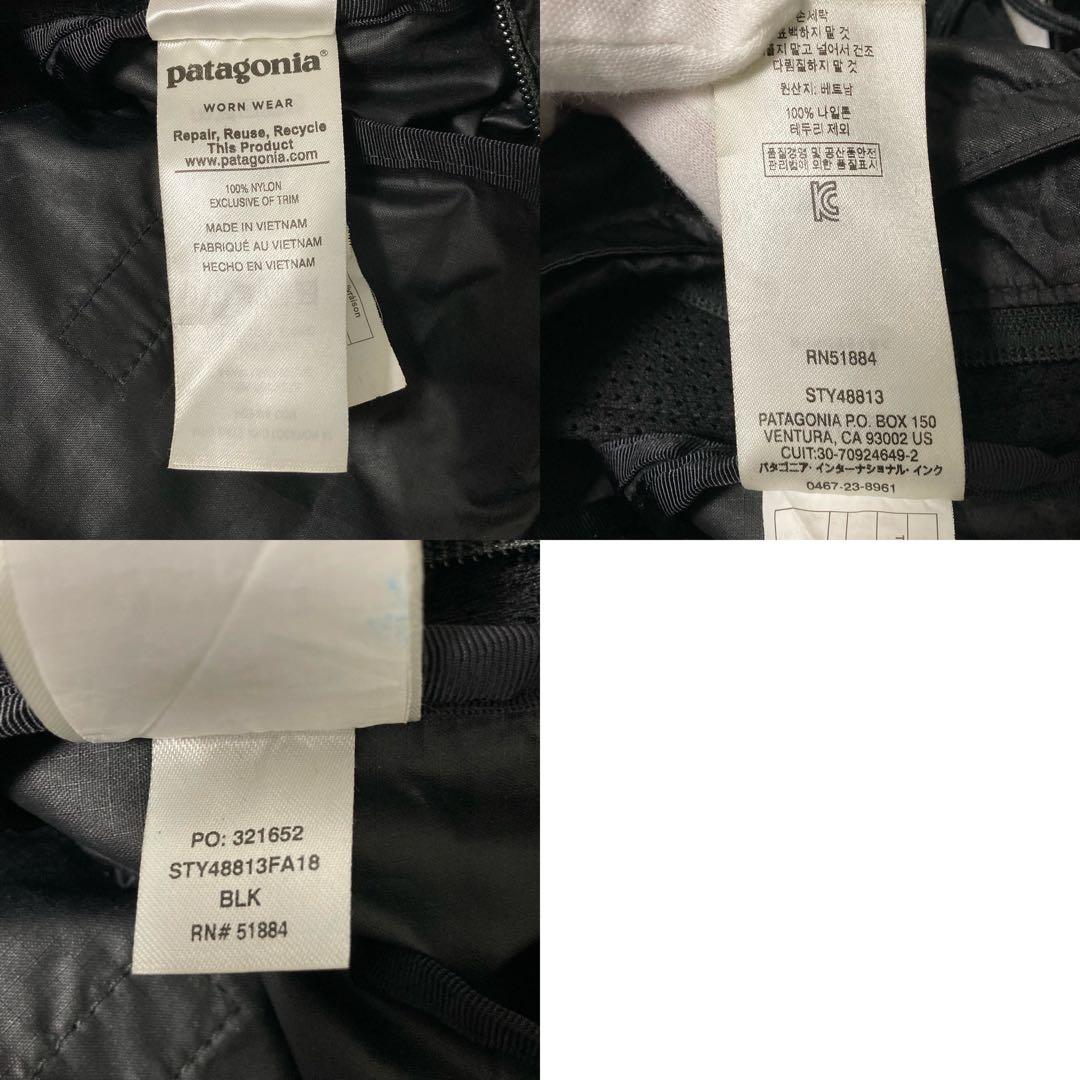 patagonia®
WORN WEAR
Repair, Reuse, Recycle
This Product
www.patagonia.com
100% NYLON
EXCLUSIVE OF TRIM
MADE IN VIETNAM
FABRIQUÉ AU VIETNAM
HECHO EN VIETNAM
손세탁
표백하지 말 것
말고 널어서 건조
다림질하지 말 것
원산지: 베트남
100% 나일론
테두리 제외
품질경영 및 공산품안전
관리법에 의한 품질표시
RN51884
STY48813
PATAGONIA P.O. BOX 150
VENTURA, CA 93002 US
CUIT:30-70924649-2
パタゴニア・インターナショナル・インク
0467-23-8961
PO: 321652
STY48813FA18
BLK
RN# 51884